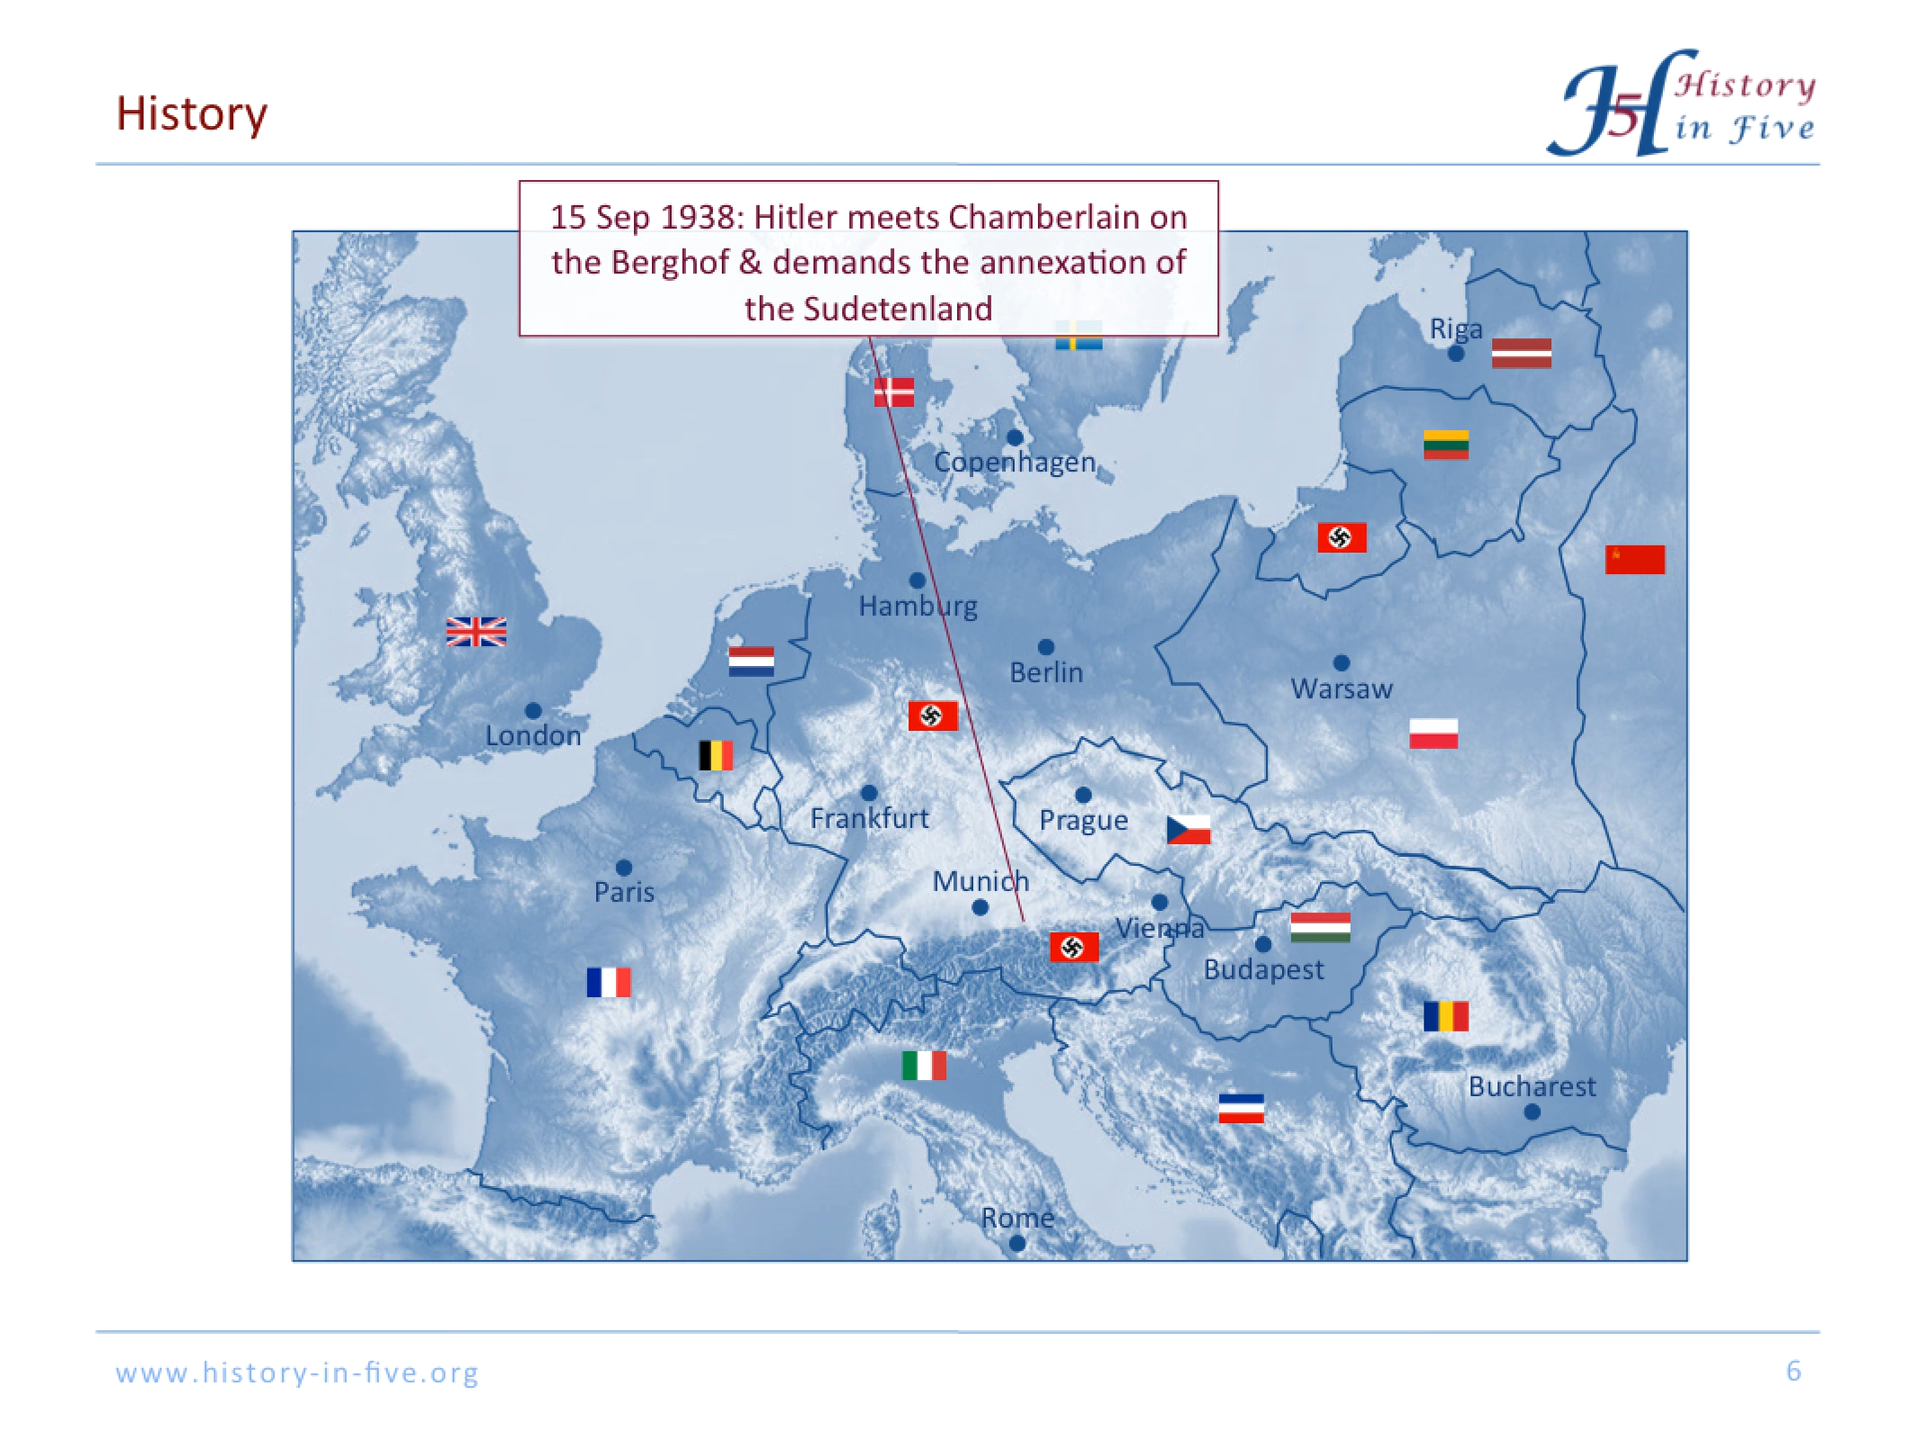 History
History
in Five
15 Sep 1938: Hitler meets Chamberlain on
the Berghof & demands the annexation of
the Sudetenland
Riga
Copenhagen
Hamburg
Berlin
Warsaw
London
Frankfurt
Prague
Paris
Munich
Vienna
Budapest
Bucharest
Rome
www.history-in-five.org
6